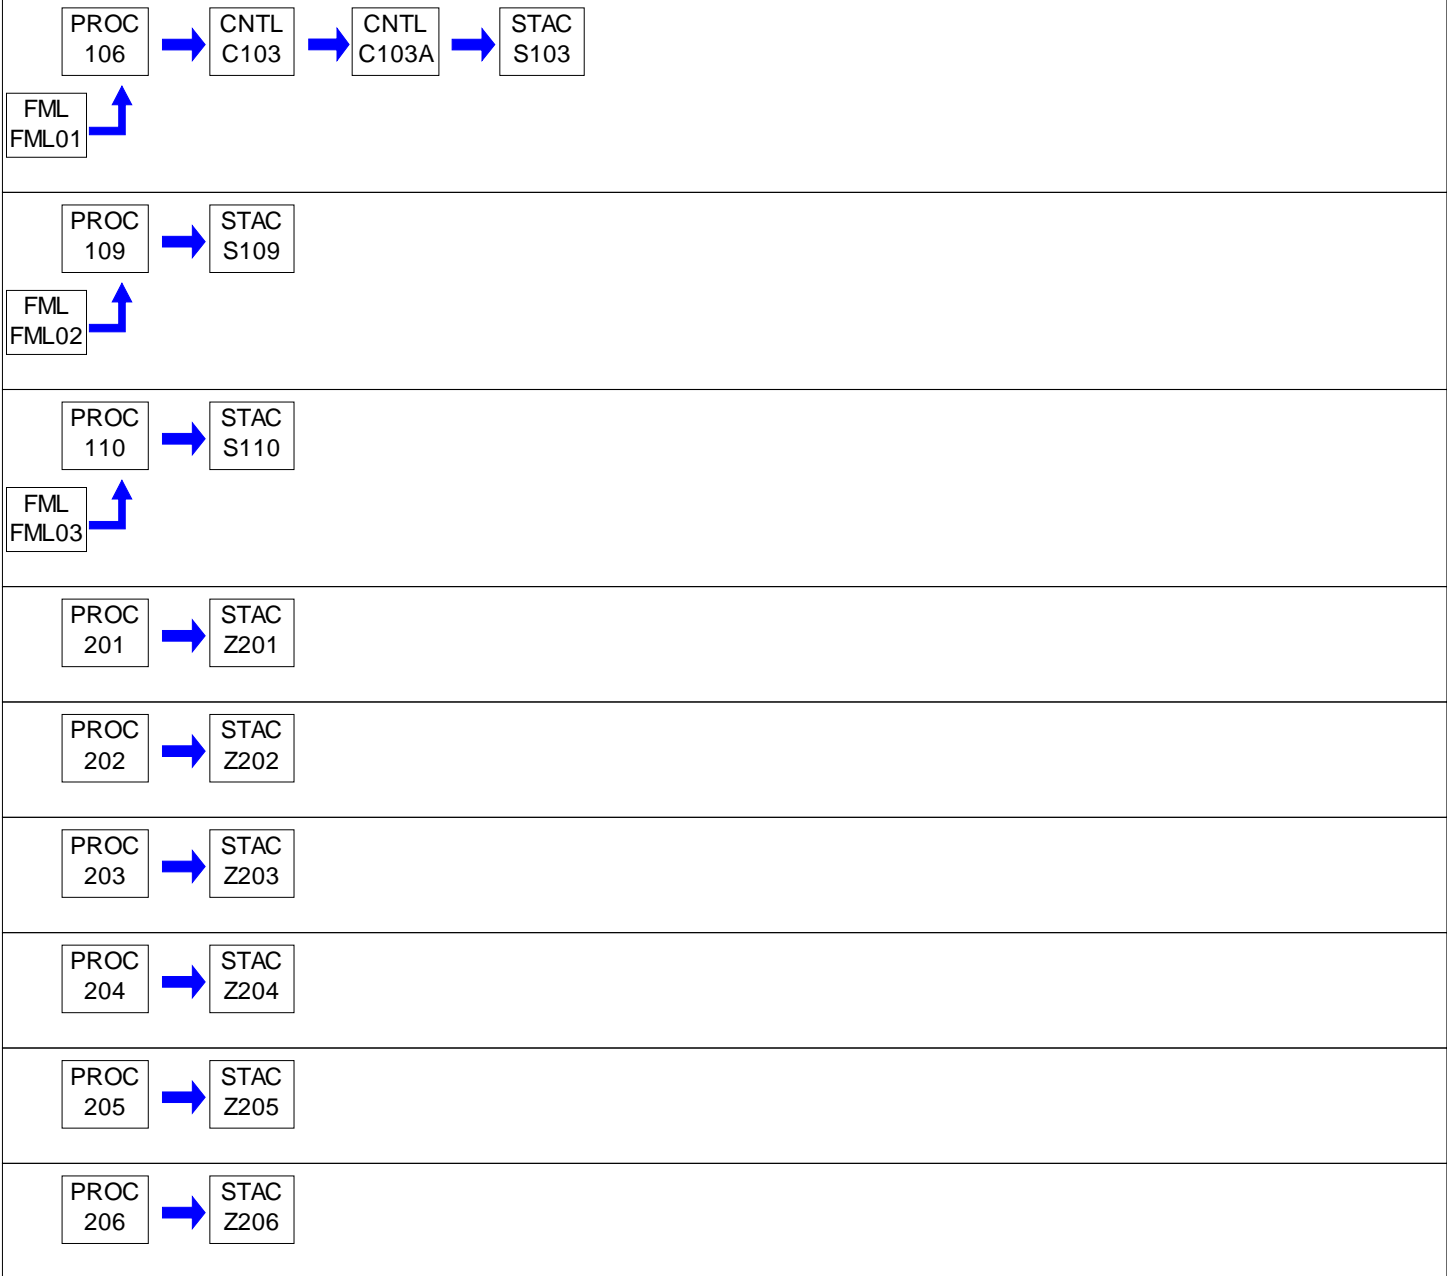 PROC
106
CNTL
C103
CNTL
C103A
STAC
S103
FML
FML01
PROC
109
STAC
S109
FML
FML02
PROC
110
STAC
S110
FML
FML03
PROC
201
STAC
Z201
PROC
202
STAC
Z202
PROC
203
STAC
Z203
PROC
204
STAC
Z204
PROC
205
STAC
Z205
PROC
206
STAC
Z206